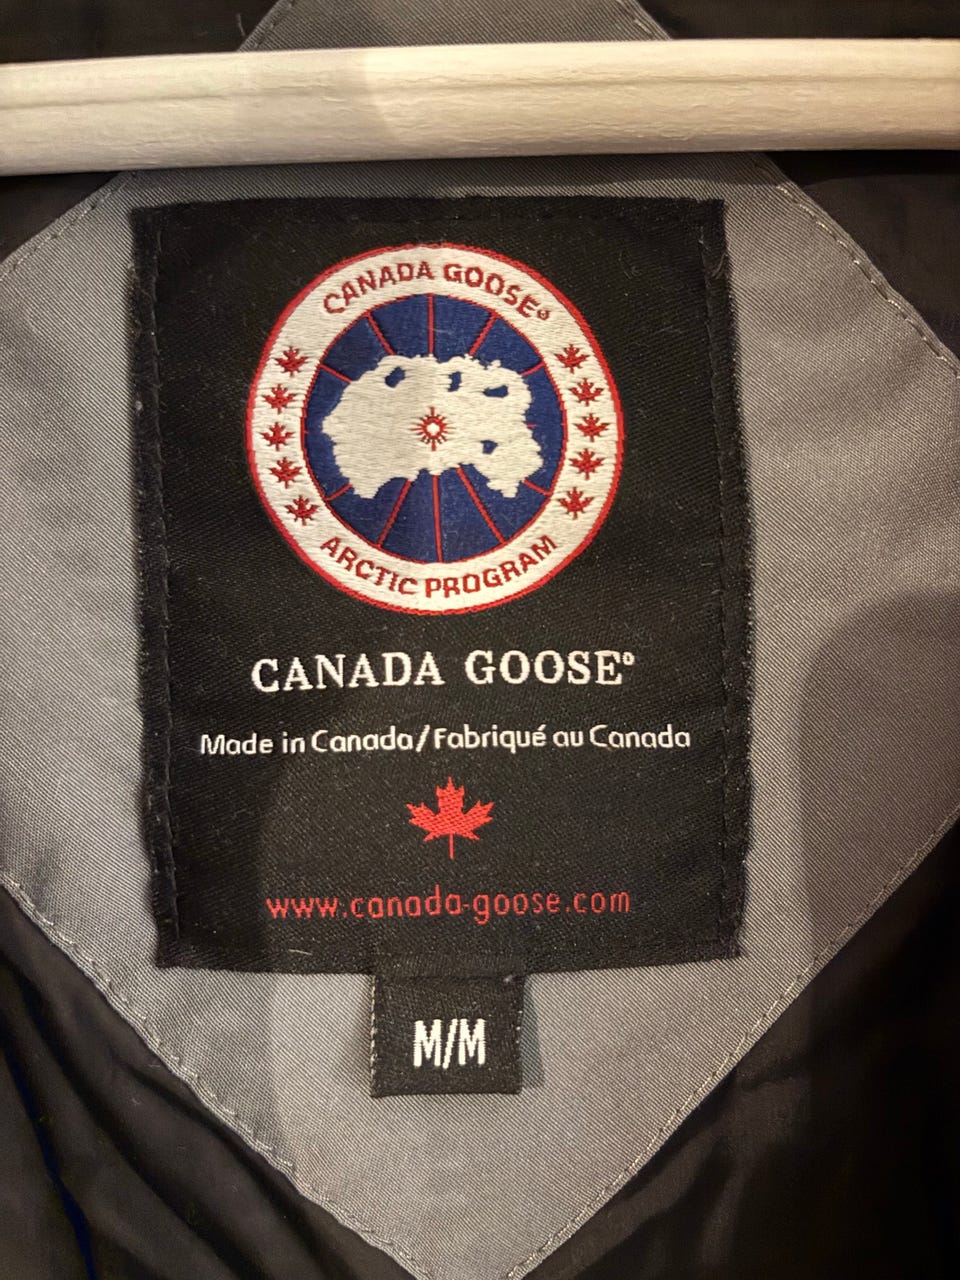 CANADA GOOSE®
ARCTIC PROGRAM
CANADA GOOSE®
Made in Canada/Fabriqué au Canada
www.canada-goose.com
M/M